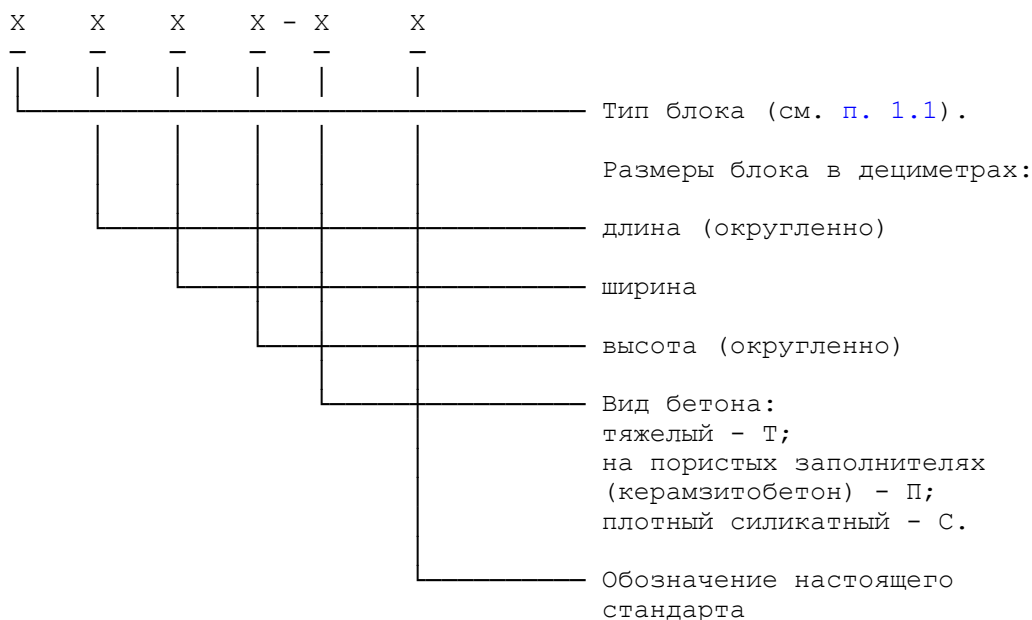 X X X X - X X
Тип блока (см. п. 1.1).
Размеры блока в дециметрах:
длина (округленно)
ширина
высота (округленно)
Вид бетона:
тяжелый - Т;
на пористых заполнителях
(керамзитобетон) - П;
плотный силикатный - С.
Обозначение настоящего
стандарта